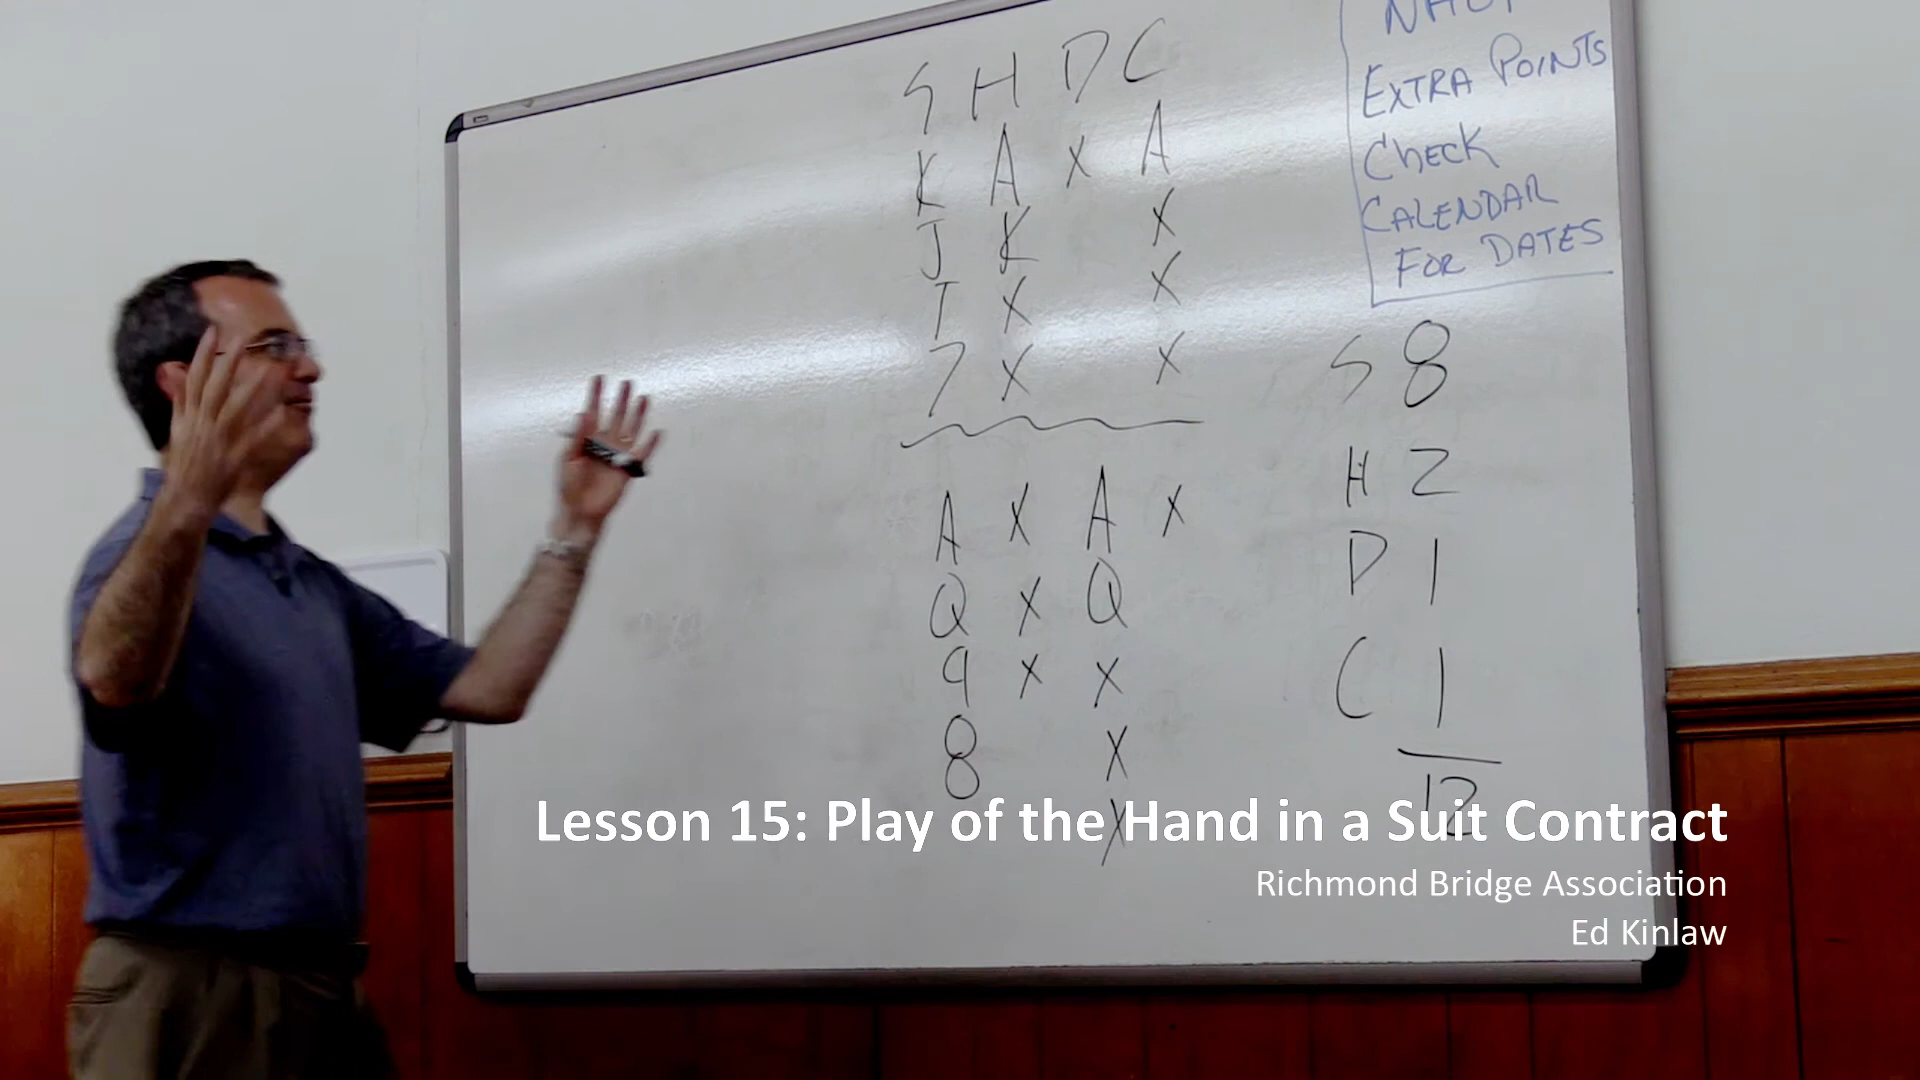 S H D C
K A X A
J K X
T X X
7 X X
A X A X
Q X Q
9 X X
8 X
X
EXTRA POINTS
CHECK
CALENDAR
FOR DATES
S 8
H 2
D 1
C 1
12
Lesson 15: Play of the Hand in a Suit Contract
Richmond Bridge Association
Ed Kinlaw